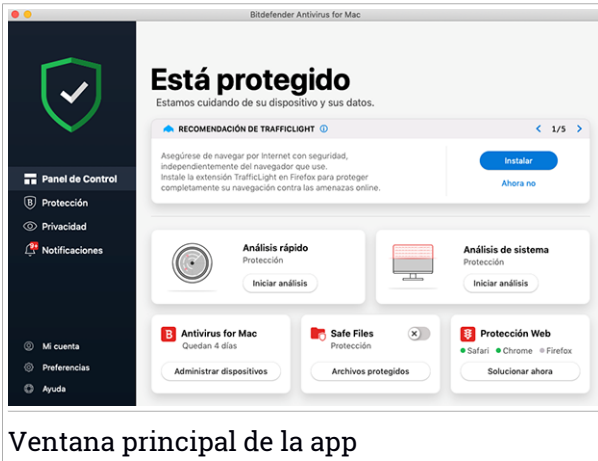 Bitdefender Antivirus for Mac
Está protegido
Estamos cuidando de su dispositivo y sus datos.
RECOMENDACIÓN DE TRAFFICLIGHT
1/5
Asegúrese de navegar por Internet con seguridad,
independientemente del navegador que use.
Instale la extensión TrafficLight en Firefox para proteger
completamente su navegación contra las amenazas online.
Instalar
Ahora no
Panel de Control
Protección
Privacidad
9+
Notificaciones
Análisis rápido
Protección
Iniciar análisis
Análisis de sistema
Protección
Iniciar análisis
B
Antivirus for Mac
Quedan 4 días
Administrar dispositivos
Safe Files
Protección
Archivos protegidos
Protección Web
Safari Chrome Firefox
Solucionar ahora
Mi cuenta
Preferencias
Ayuda
Ventana principal de la app